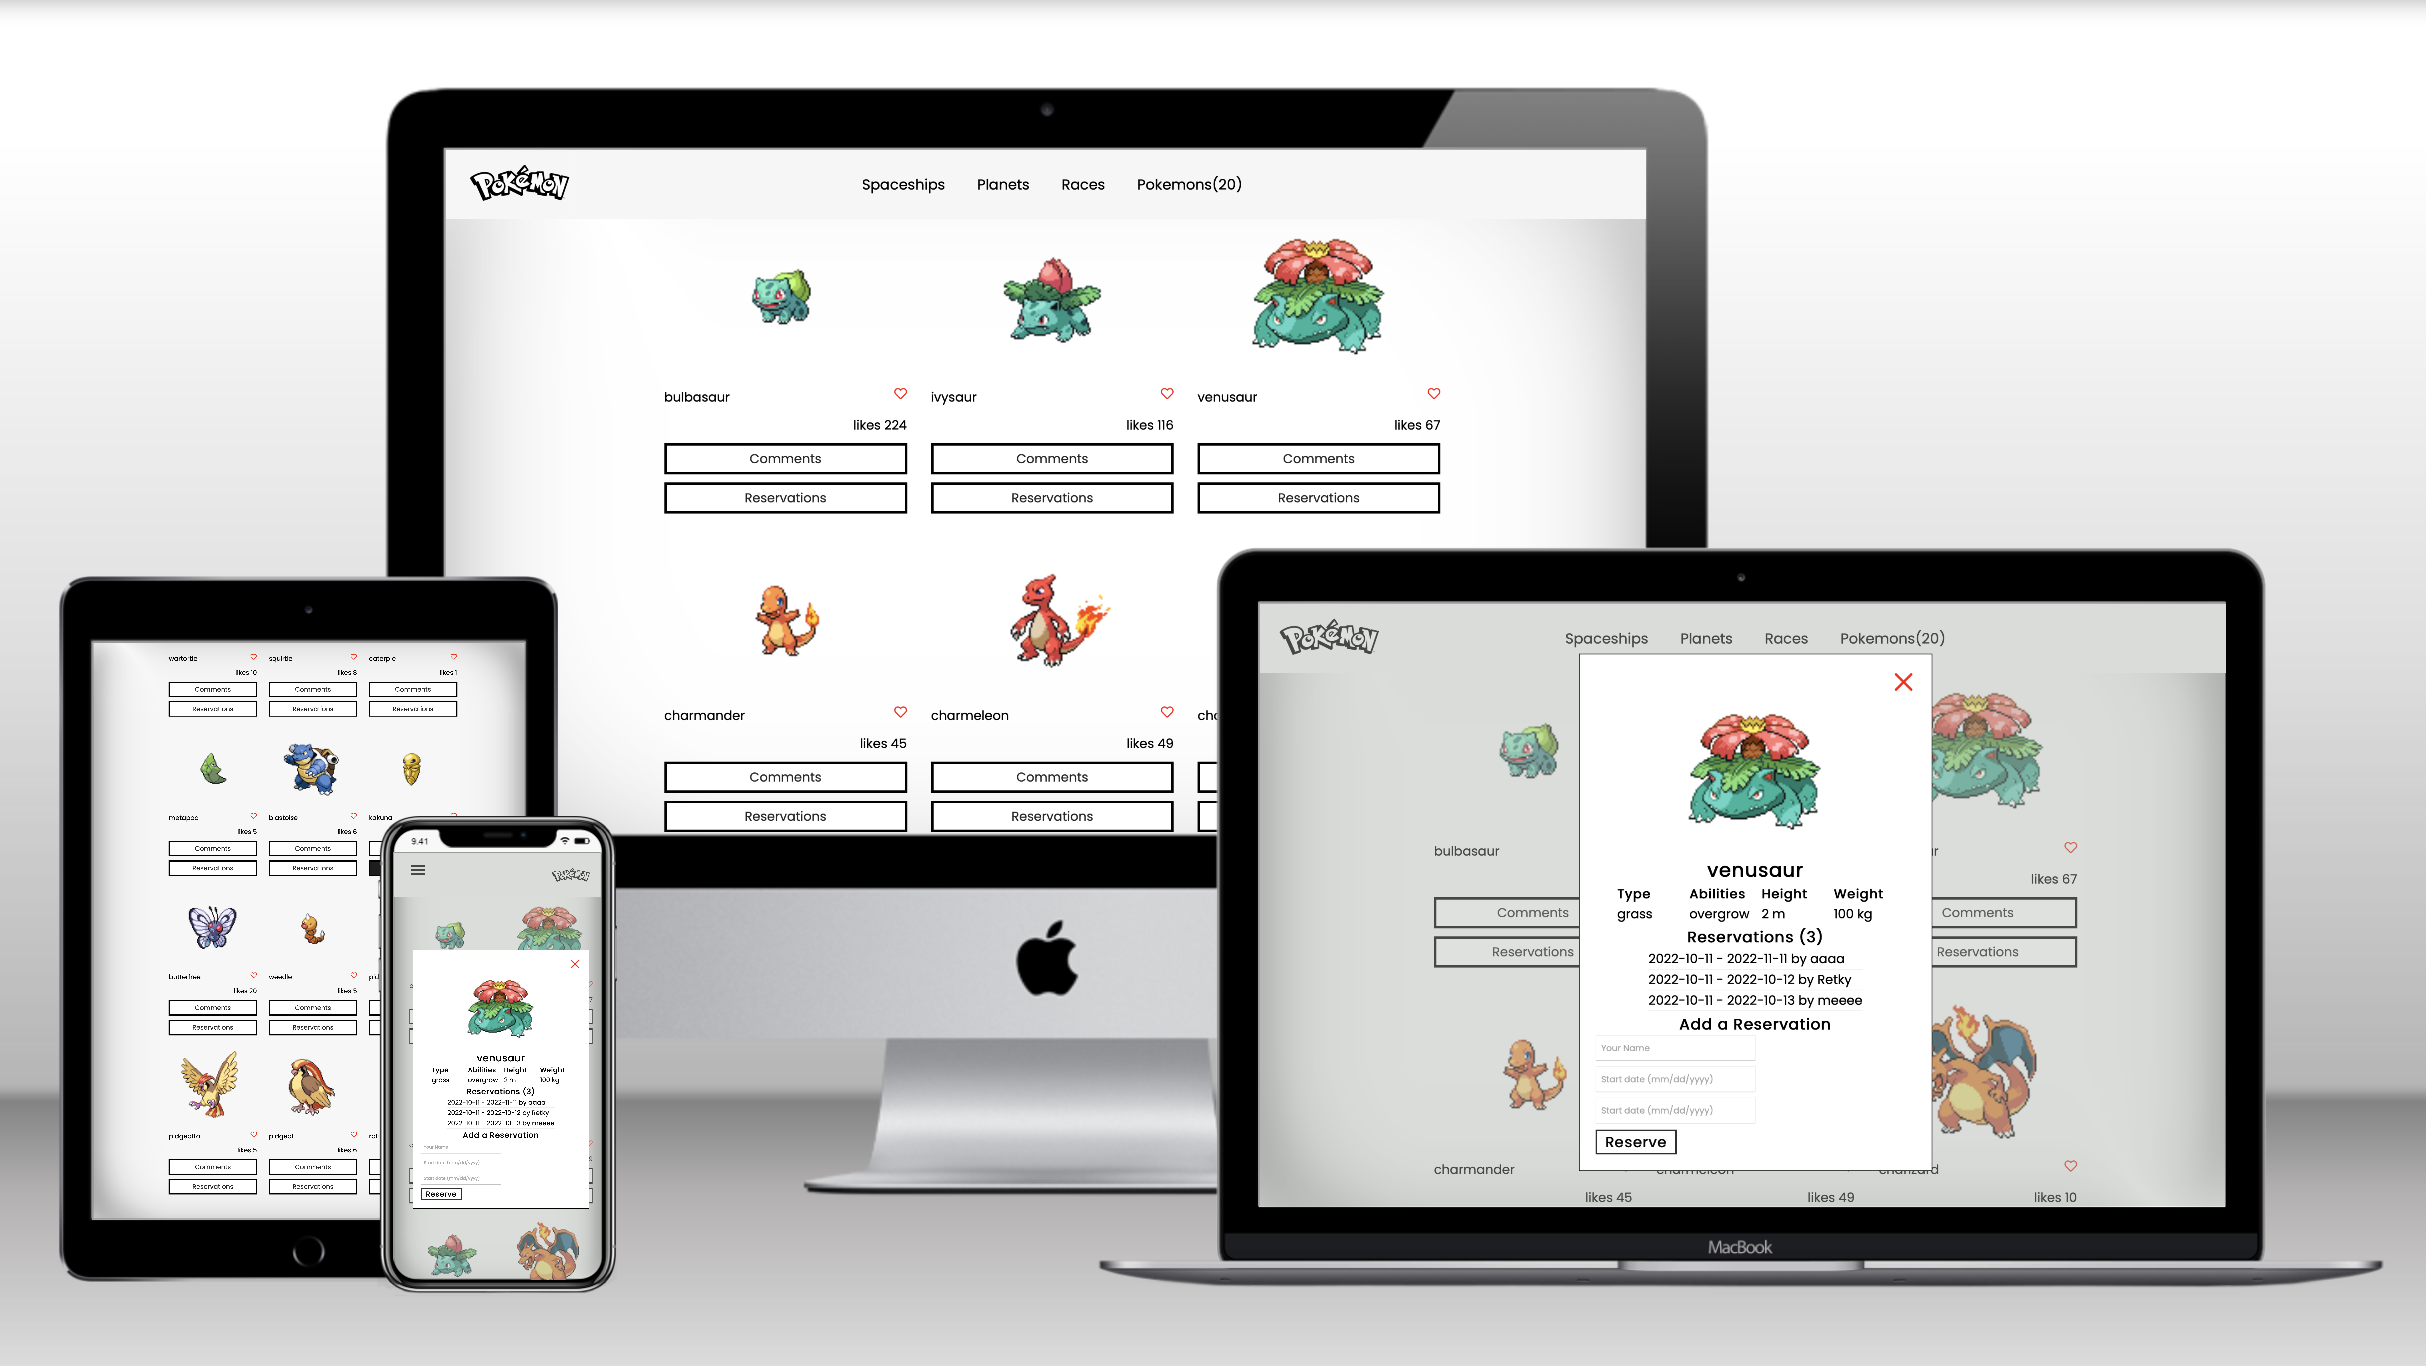 Pokémon
Spaceships Planets Races Pokemons(20)
bulbasaur ivysaur venusaur
likes 224 likes 116 likes 67
Comments Comments Comments
Reservations Reservations Reservations
charmander charmeleon
likes 45 likes 49
Comments Comments
Reservations Reservations
wartortle squirtle caterpie
likes 10 likes 8 likes 1
Comments Comments Comments
Reservations Reservations Reservations
metapod blastoise kakuna
likes 5 likes 6
Comments Comments
Reservations Reservations
butterfree weedle
likes 20 likes 5
Comments Comments
Reservations Reservations
pidgeotto pidgeot
likes 5 likes 6
Comments Comments
Reservations Reservations
9:41
Pokémon
venusaur
Type Abilities Height Weight
grass overgrow 2 m 100 kg
Reservations (3)
2022-10-11 - 2022-11-11 by aaaa
2022-10-11 - 2022-10-12 by Retky
2022-10-11 - 2022-10-13 by meeee
Add a Reservation
Your Name
Start date (mm/dd/yyyy)
Start date (mm/dd/yyyy)
Reserve
Pokémon
Spaceships Planets Races Pokemons(20)
venusaur
Type Abilities Height Weight
grass overgrow 2 m 100 kg
Reservations (3)
2022-10-11 - 2022-11-11 by aaaa
2022-10-11 - 2022-10-12 by Retky
2022-10-11 - 2022-10-13 by meeee
Add a Reservation
Your Name
Start date (mm/dd/yyyy)
Start date (mm/dd/yyyy)
Reserve
bulbasaur
likes 67
Comments Comments
Reservations Reservations
charmander charmeleon charizard
likes 45 likes 49 likes 10
MacBook